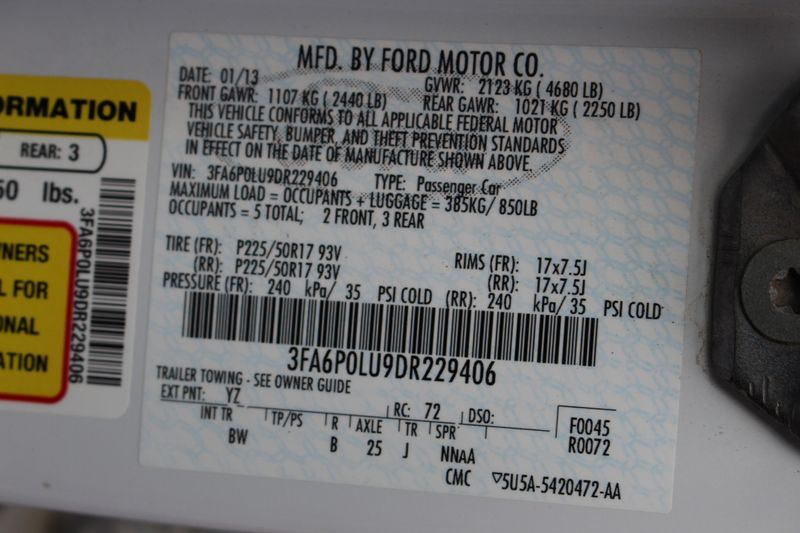 MFD. BY FORD MOTOR CO.
DATE: 01/13 GVWR: 2123 KG ( 4680 LB)
FRONT GAWR: 1107 KG ( 2440 LB) REAR GAWR: 1021 KG ( 2250 LB)
THIS VEHICLE CONFORMS TO ALL APPLICABLE FEDERAL MOTOR
VEHICLE SAFETY, BUMPER, AND THEFT PREVENTION STANDARDS
IN EFFECT ON THE DATE OF MANUFACTURE SHOWN ABOVE.
VIN: 3FA6P0LU9DR229406 TYPE: Passenger Car
MAXIMUM LOAD = OCCUPANTS + LUGGAGE = 385KG/ 850LB
OCCUPANTS = 5 TOTAL; 2 FRONT, 3 REAR
TIRE (FR): P225/50R17 93V RIMS (FR): 17x7.5J
(RR): P225/50R17 93V (RR): 17x7.5J
PRESSURE (FR): 240 kPa/ 35 PSI COLD (RR): 240 kPa/ 35 PSI COLD
3FA6P0LU9DR229406
TRAILER TOWING - SEE OWNER GUIDE
EXT PNT: YZ RC: 72 DSO: F0045
INT TR TP/PS R AXLE TR SPR R0072
BW B 25 J NNAA
CMC ▽5U5A-5420472-AA
ORMATION
REAR: 3
50 lbs.
WNERS
L FOR
ONAL
ATION
3FA6P0LU9DR229406